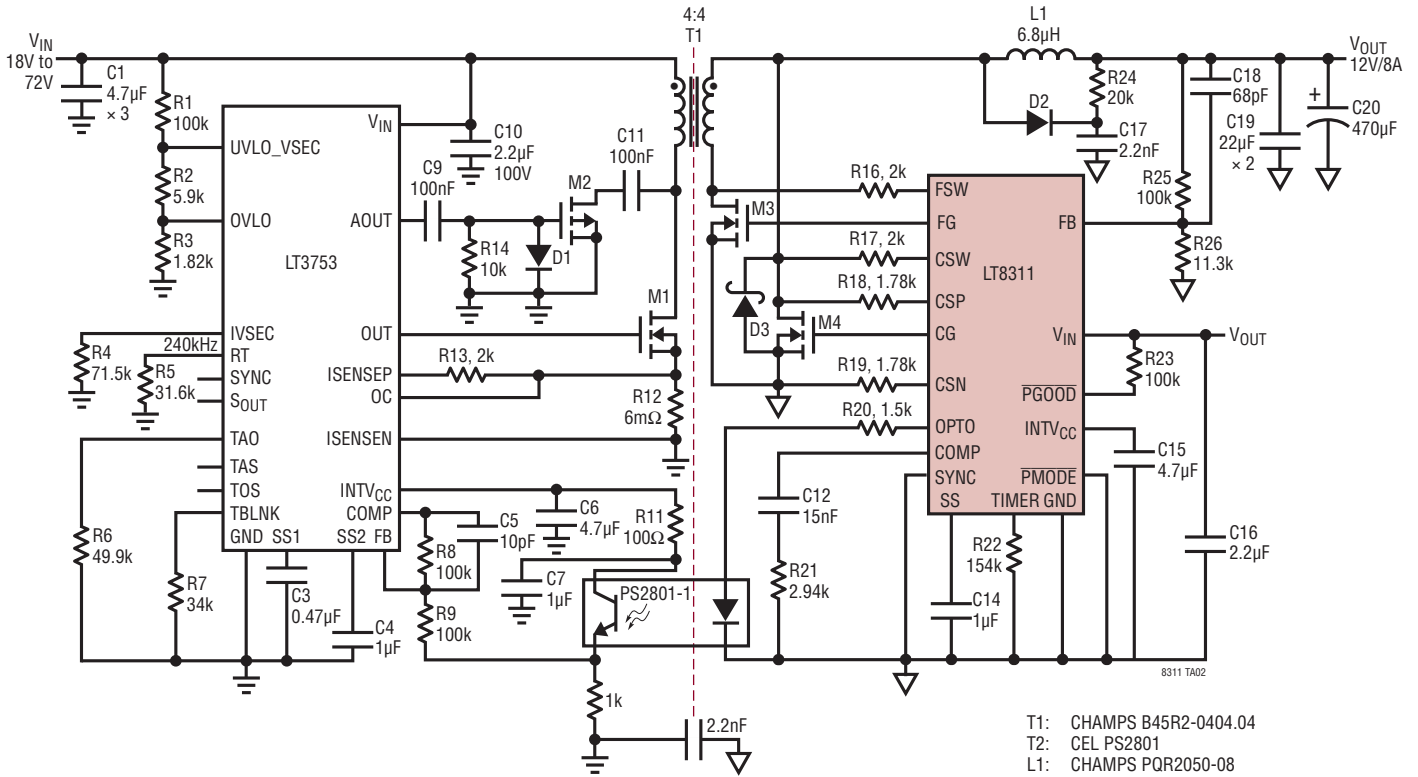 4:4
T1
L1
6.8µH
VIN
18V to
72V
C1
4.7µF
× 3
R1
100k
R2
5.9k
R3
1.82k
UVLO_VSEC
OVLO
LT3753
VIN
AOUT
C10
2.2µF
100V
C9
100nF
C11
100nF
M2
R14
10k
D1
M1
OUT
IVSEC
240kHz
RT
SYNC
SOUT
R4
71.5k
R5
31.6k
ISENSEP
OC
R13, 2k
R12
6mΩ
ISENSEN
TAO
TAS
TOS
TBLNK
INTVCC
COMP
GND SS1
SS2 FB
R6
49.9k
R7
34k
C3
0.47µF
C4
1µF
R8
100k
C5
10pF
R9
100k
C6
4.7µF
R11
100Ω
C7
1µF
PS2801-1
1k
2.2nF
D2
R24
20k
C17
2.2nF
C18
68pF
C19
22µF
× 2
VOUT
12V/8A
+
C20
470µF
R25
100k
R26
11.3k
M3
D3
M4
R16, 2k
R17, 2k
R18, 1.78k
R19, 1.78k
R20, 1.5k
FSW
FG
CSW
CSP
CG
CSN
OPTO
COMP
SYNC
SS
TIMER GND
LT8311
FB
VIN
VOUT
PGOOD
R23
100k
INTVCC
PMODE
C15
4.7µF
C12
15nF
R21
2.94k
C14
1µF
R22
154k
C16
2.2µF
8311 TA02
T1: CHAMPS B45R2-0404.04
T2: CEL PS2801
L1: CHAMPS PQR2050-08